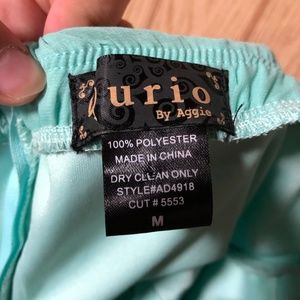 urio
By Aggie
100% POLYESTER
MADE IN CHINA
DRY CLEAN ONLY
STYLE#AD4918
CUT # 5553
M